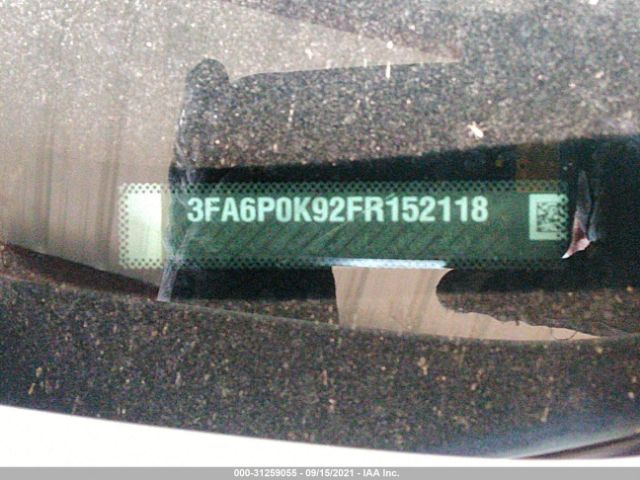 3FA6P0K92FR152118
000-31259055 - 09/15/2021 - IAA Inc.